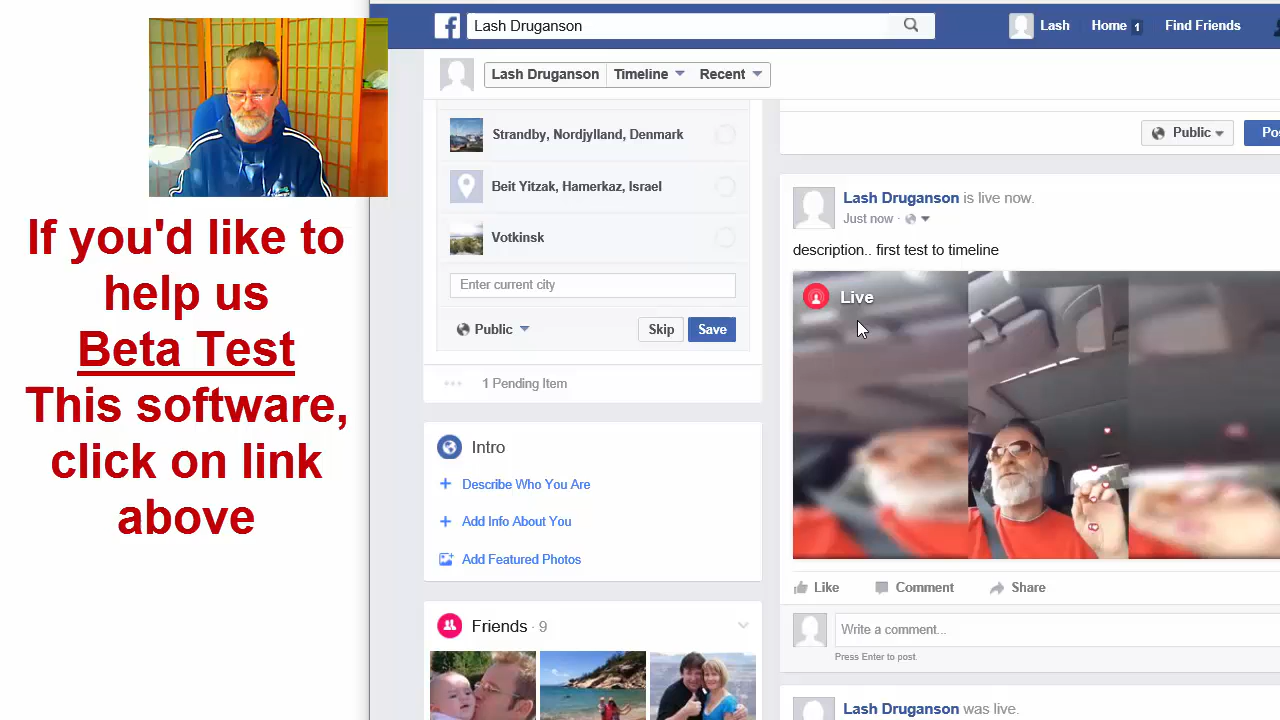 If you'd like to
help us
Beta Test
This software,
click on link
above
Lash Druganson
Lash
Home 1
Find Friends
Lash Druganson
Timeline
Recent
Strandby, Nordjylland, Denmark
Beit Yitzak, Hamerkaz, Israel
Votkinsk
Enter current city
Public
Skip
Save
1 Pending Item
Intro
Describe Who You Are
Add Info About You
Add Featured Photos
Friends · 9
Public
Pos
Lash Druganson is live now.
Just now ·
description.. first test to timeline
Live
Like
Comment
Share
Write a comment...
Press Enter to post.
Lash Druganson was live.